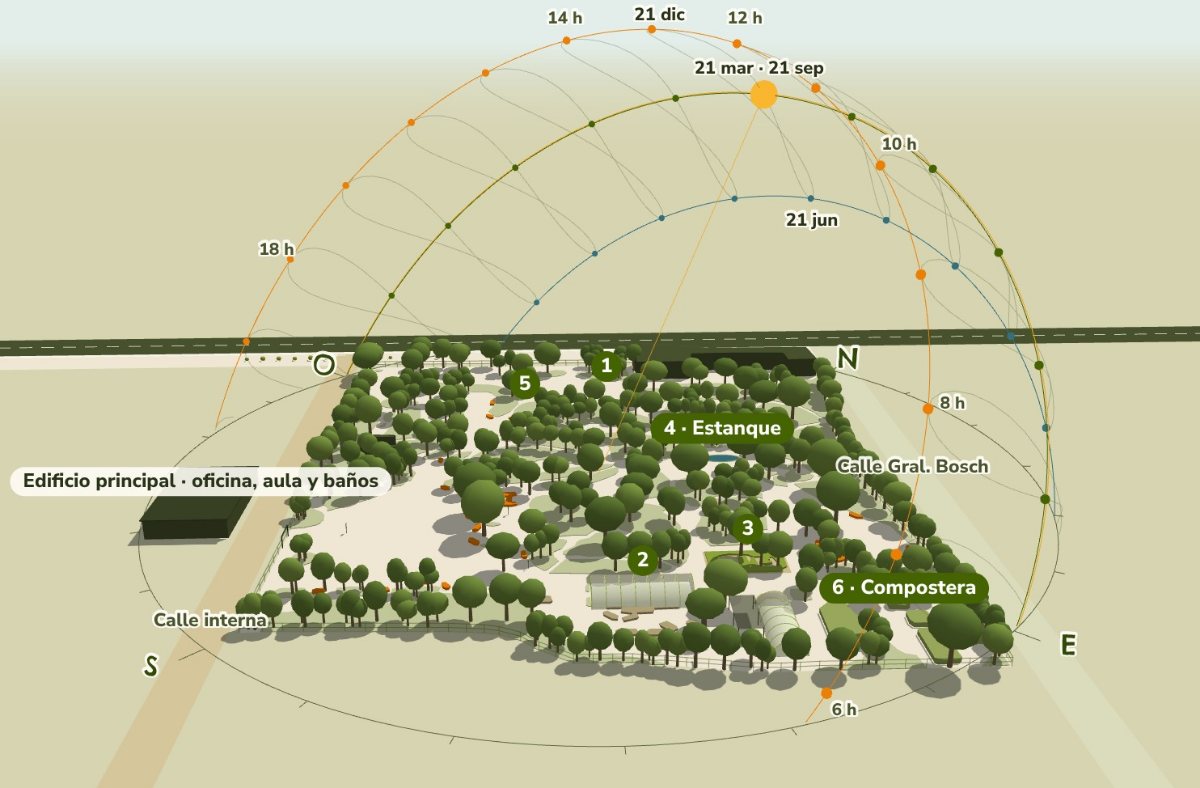 14 h
21 dic
12 h
21 mar · 21 sep
10 h
21 jun
18 h
O
N
1
5
8 h
4 · Estanque
Calle Gral. Bosch
Edificio principal · oficina, aula y baños
3
2
6 · Compostera
Calle interna
S
E
6 h